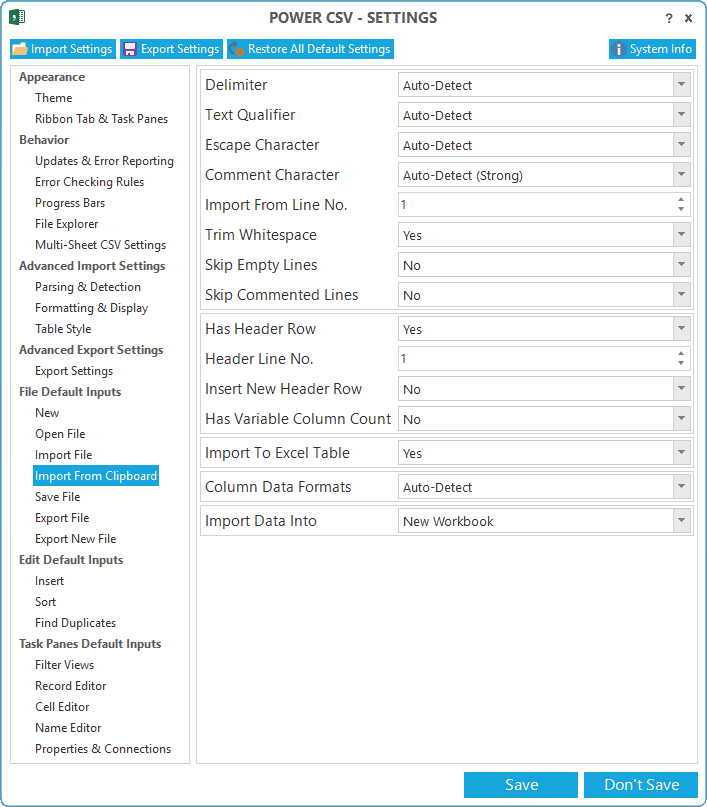 POWER CSV - SETTINGS
? x
Import Settings Export Settings Restore All Default Settings System Info
Appearance
Theme
Ribbon Tab & Task Panes
Behavior
Updates & Error Reporting
Error Checking Rules
Progress Bars
File Explorer
Multi-Sheet CSV Settings
Advanced Import Settings
Parsing & Detection
Formatting & Display
Table Style
Advanced Export Settings
Export Settings
File Default Inputs
New
Open File
Import File
Import From Clipboard
Save File
Export File
Export New File
Edit Default Inputs
Insert
Sort
Find Duplicates
Task Panes Default Inputs
Filter Views
Record Editor
Cell Editor
Name Editor
Properties & Connections
Delimiter Auto-Detect
Text Qualifier Auto-Detect
Escape Character Auto-Detect
Comment Character Auto-Detect (Strong)
Import From Line No. 1
Trim Whitespace Yes
Skip Empty Lines No
Skip Commented Lines No
Has Header Row Yes
Header Line No. 1
Insert New Header Row No
Has Variable Column Count No
Import To Excel Table Yes
Column Data Formats Auto-Detect
Import Data Into New Workbook
Save Don't Save